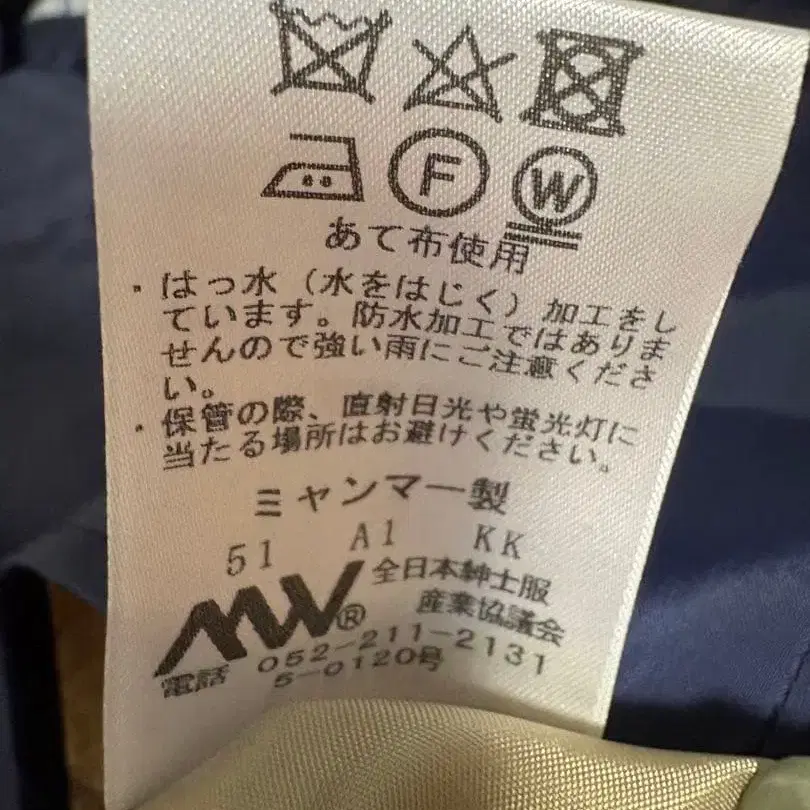 F W
あて布使用
・はっ水（水をはじく）加工をし
ています。防水加工ではありま
せんので強い雨にご注意くださ
い。
・保管の際、直射日光や蛍光灯に
当たる場所はお避けください。
ミャンマー製
51 A1 KK
MW® 全日本紳士服
産業協議会
電話 052-211-2131
5-0120号